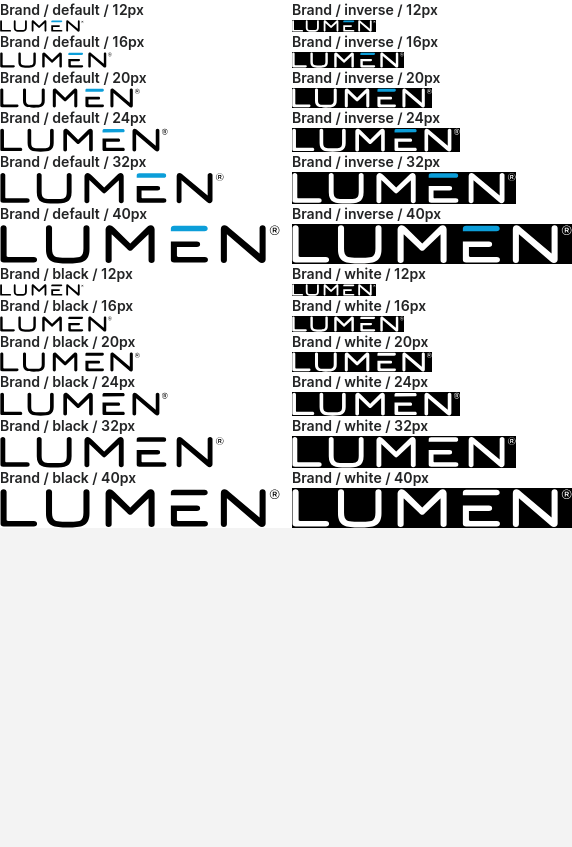 Brand / default / 12px
LUMEN®
Brand / default / 16px
LUMEN®
Brand / default / 20px
LUMEN®
Brand / default / 24px
LUMEN®
Brand / default / 32px
LUMEN®
Brand / default / 40px
LUMEN®
Brand / black / 12px
LUMEN®
Brand / black / 16px
LUMEN®
Brand / black / 20px
LUMEN®
Brand / black / 24px
LUMEN®
Brand / black / 32px
LUMEN®
Brand / black / 40px
LUMEN®
Brand / inverse / 12px
LUMEN®
Brand / inverse / 16px
LUMEN®
Brand / inverse / 20px
LUMEN®
Brand / inverse / 24px
LUMEN®
Brand / inverse / 32px
LUMEN®
Brand / inverse / 40px
LUMEN®
Brand / white / 12px
LUMEN®
Brand / white / 16px
LUMEN®
Brand / white / 20px
LUMEN®
Brand / white / 24px
LUMEN®
Brand / white / 32px
LUMEN®
Brand / white / 40px
LUMEN®